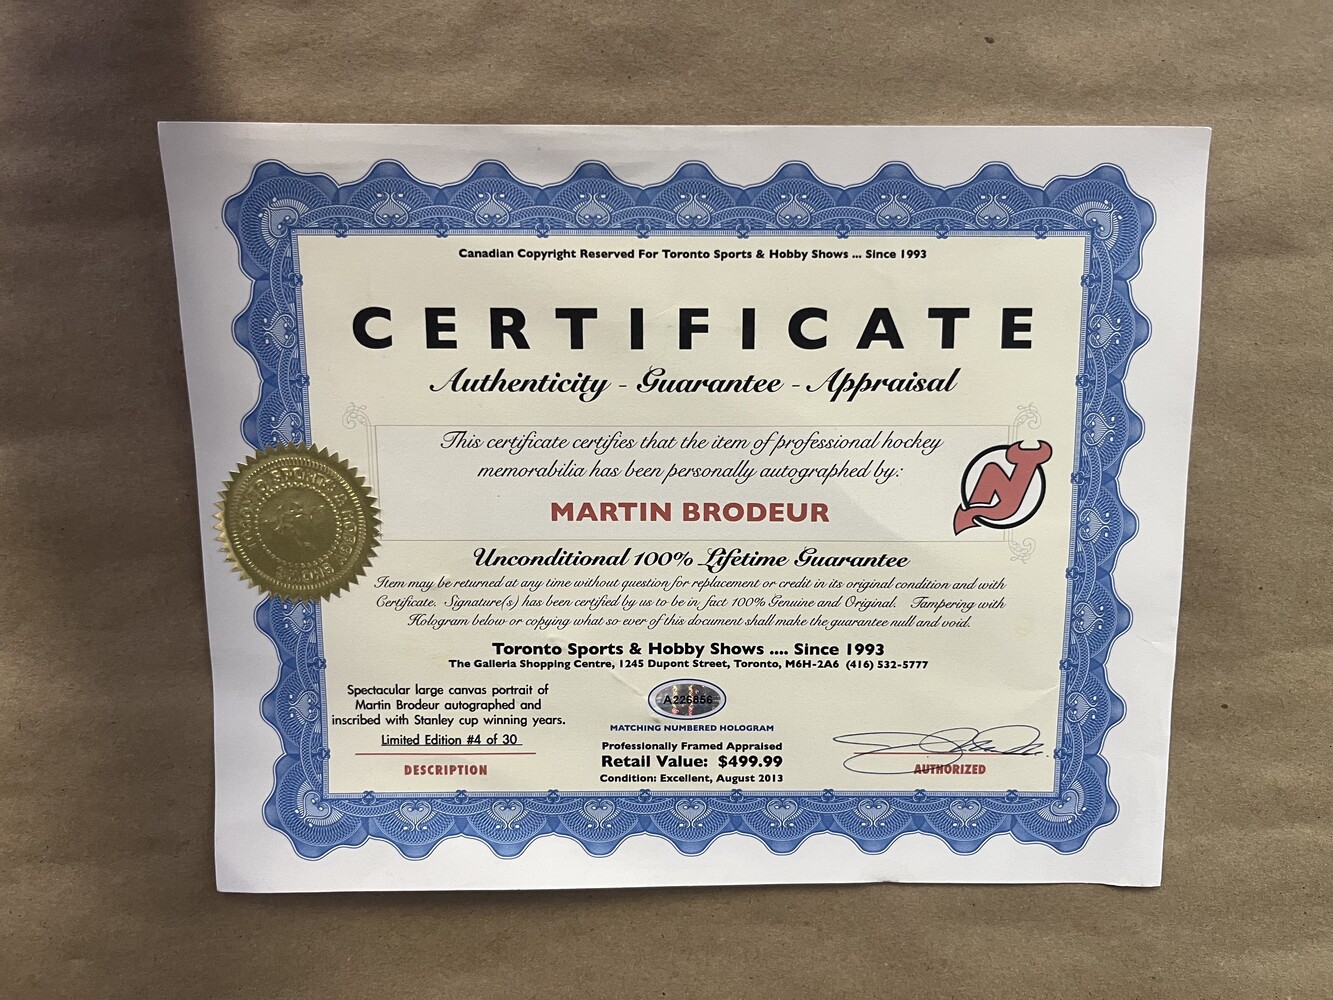 Canadian Copyright Reserved For Toronto Sports & Hobby Shows ... Since 1993
CERTIFICATE
Authenticity - Guarantee - Appraisal
This certificate certifies that the item of professional hockey
memorabilia has been personally autographed by:
MARTIN BRODEUR
Unconditional 100% Lifetime Guarantee
Item may be returned at any time without question for replacement or credit in its original condition and with
Certificate. Signature(s) has been certified by us to be in fact 100% Genuine and Original. Tampering with
Hologram below or copying what so ever of this document shall make the guarantee null and void.
Toronto Sports & Hobby Shows .... Since 1993
The Galleria Shopping Centre, 1245 Dupont Street, Toronto, M6H-2A6 (416) 532-5777
Spectacular large canvas portrait of
Martin Brodeur autographed and
inscribed with Stanley cup winning years.
Limited Edition #4 of 30
DESCRIPTION
A226856
MATCHING NUMBERED HOLOGRAM
Professionally Framed Appraised
Retail Value: $499.99
Condition: Excellent, August 2013
AUTHORIZED